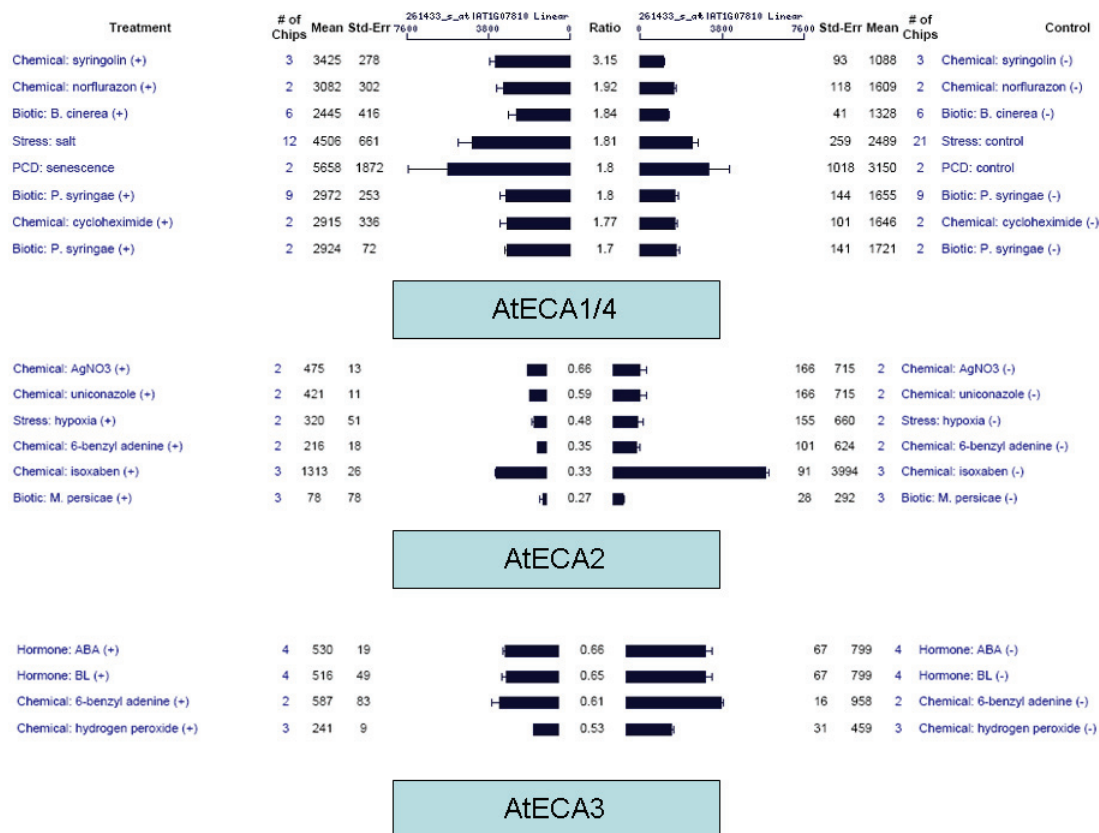 261433_s_at|AT1G07810 Linear 261433_s_at|AT1G07810 Linear
Treatment # of Chips Mean Std-Err 7600 3800 0 Ratio 0 3800 7600 Std-Err Mean # of Chips Control
Chemical: syringolin (+) 3 3425 278 3.15 93 1088 3 Chemical: syringolin (-)
Chemical: norflurazon (+) 2 3082 302 1.92 118 1609 2 Chemical: norflurazon (-)
Biotic: B. cinerea (+) 6 2445 416 1.84 41 1328 6 Biotic: B. cinerea (-)
Stress: salt 12 4506 661 1.81 259 2489 21 Stress: control
PCD: senescence 2 5658 1872 1.8 1018 3150 2 PCD: control
Biotic: P. syringae (+) 9 2972 253 1.8 144 1655 9 Biotic: P. syringae (-)
Chemical: cycloheximide (+) 2 2915 336 1.77 101 1646 2 Chemical: cycloheximide (-)
Biotic: P. syringae (+) 2 2924 72 1.7 141 1721 2 Biotic: P. syringae (-)
AtECA1/4
Chemical: AgNO3 (+) 2 475 13 0.66 166 715 2 Chemical: AgNO3 (-)
Chemical: uniconazole (+) 2 421 11 0.59 166 715 2 Chemical: uniconazole (-)
Stress: hypoxia (+) 2 320 51 0.48 155 660 2 Stress: hypoxia (-)
Chemical: 6-benzyl adenine (+) 2 216 18 0.35 101 624 2 Chemical: 6-benzyl adenine (-)
Chemical: isoxaben (+) 3 1313 26 0.33 91 3994 3 Chemical: isoxaben (-)
Biotic: M. persicae (+) 3 78 78 0.27 28 292 3 Biotic: M. persicae (-)
AtECA2
Hormone: ABA (+) 4 530 19 0.66 67 799 4 Hormone: ABA (-)
Hormone: BL (+) 4 516 49 0.65 67 799 4 Hormone: BL (-)
Chemical: 6-benzyl adenine (+) 2 587 83 0.61 16 958 2 Chemical: 6-benzyl adenine (-)
Chemical: hydrogen peroxide (+) 3 241 9 0.53 31 459 3 Chemical: hydrogen peroxide (-)
AtECA3